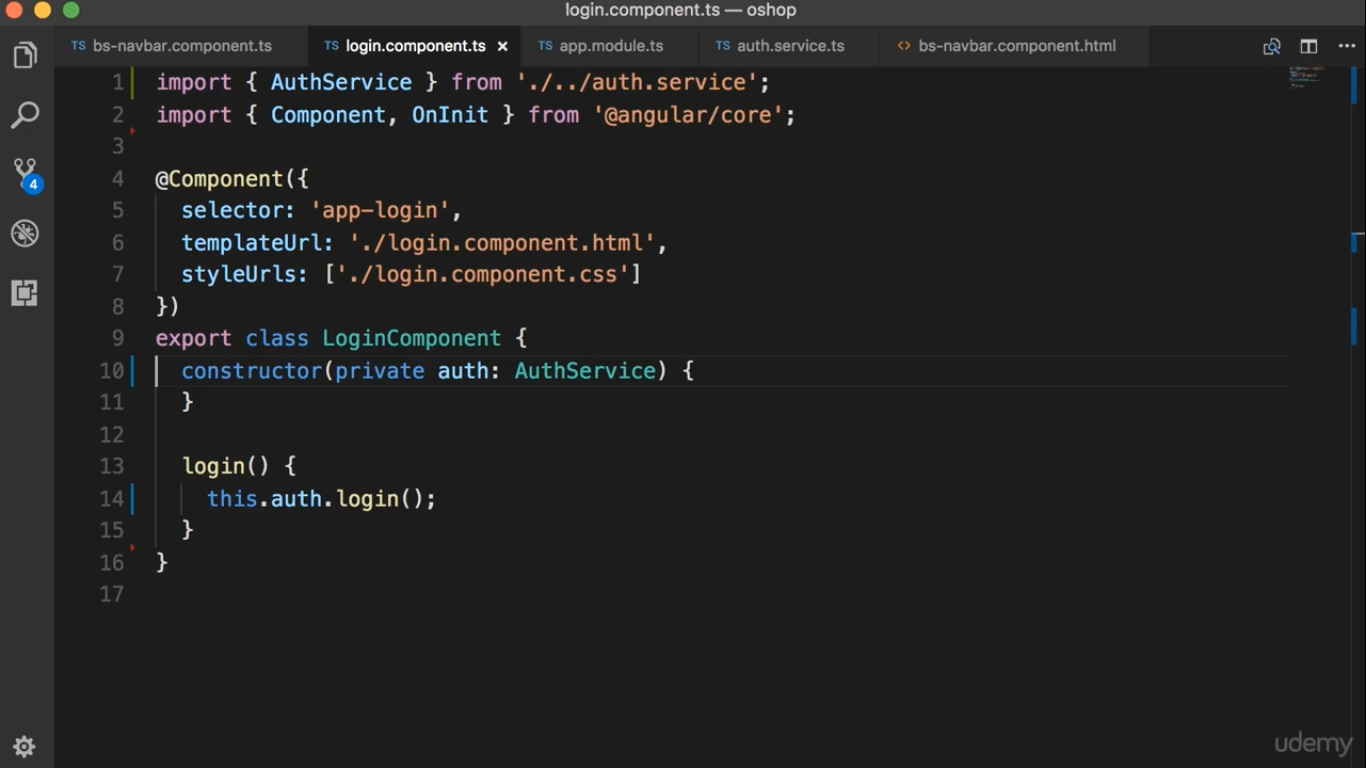 login.component.ts — oshop
TS bs-navbar.component.ts TS login.component.ts × TS app.module.ts TS auth.service.ts <> bs-navbar.component.html
1 import { AuthService } from './../auth.service';
2 import { Component, OnInit } from '@angular/core';
3
4 @Component({
5   selector: 'app-login',
6   templateUrl: './login.component.html',
7   styleUrls: ['./login.component.css']
8 })
9 export class LoginComponent {
10   constructor(private auth: AuthService) {
11   }
12
13   login() {
14     this.auth.login();
15   }
16 }
17
4
udemy